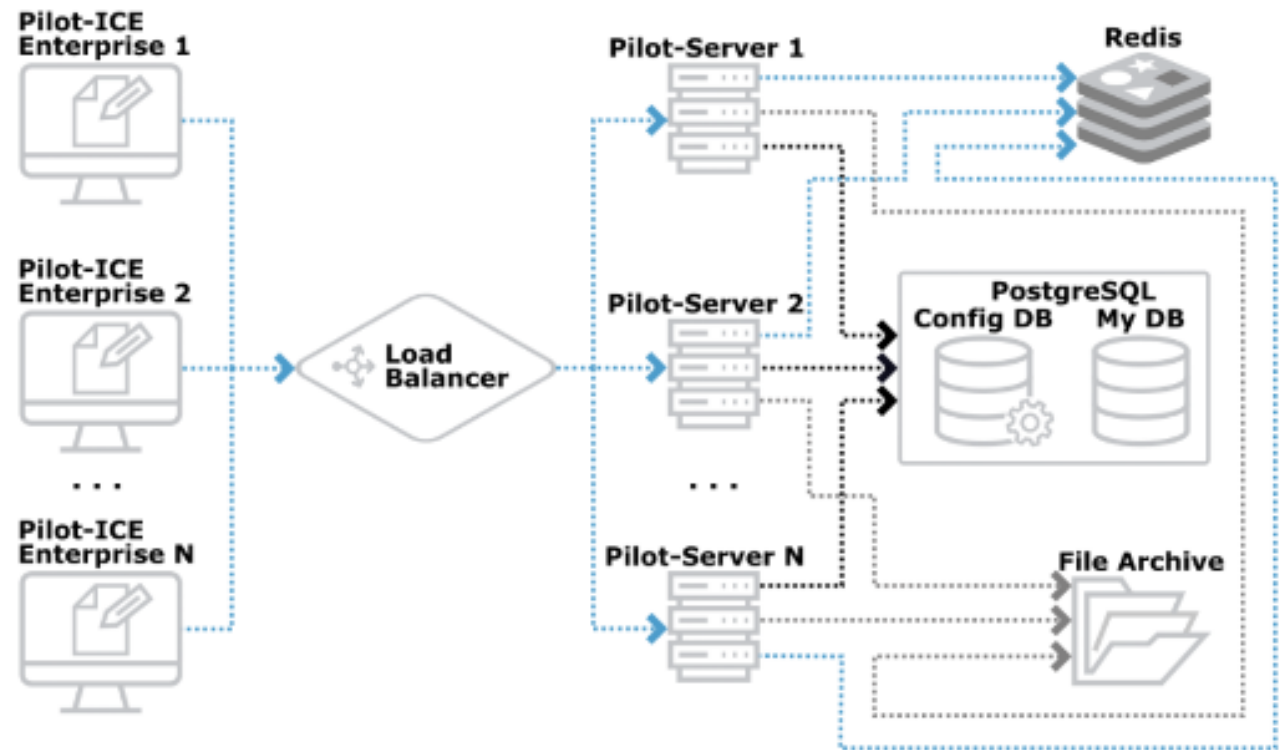 Pilot-ICE
Enterprise 1
Pilot-Server 1
Redis
Pilot-ICE
Enterprise 2
Load
Balancer
Pilot-Server 2
PostgreSQL
Config DB
My DB
. . .
. . .
Pilot-ICE
Enterprise N
Pilot-Server N
File Archive